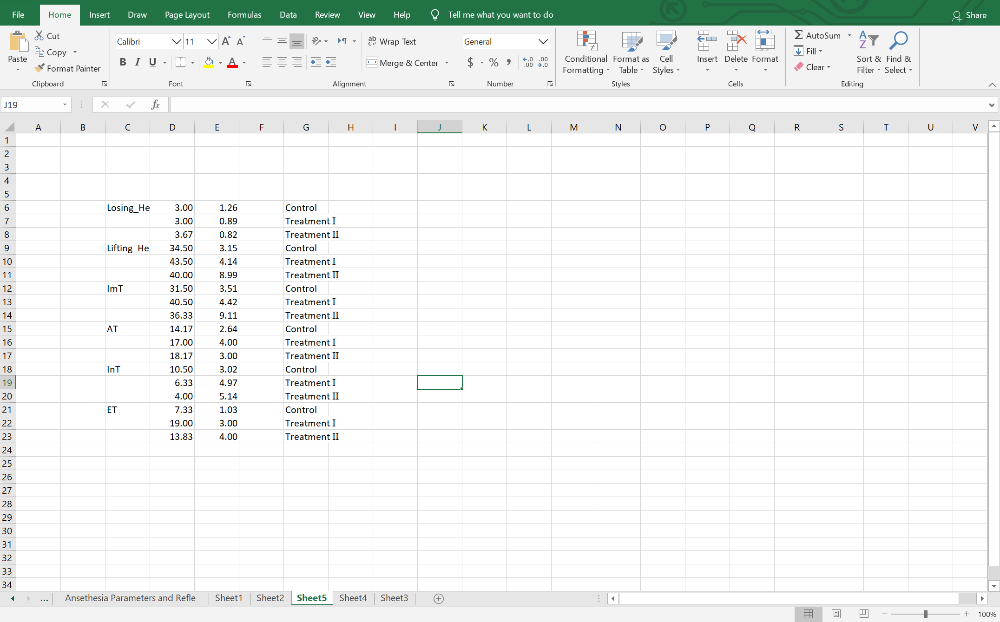 File Home Insert Draw Page Layout Formulas Data Review View Help Tell me what you want to do Share
Paste Cut Copy Format Painter Clipboard
Calibri 11 A A B I U A Font
ab Wrap Text Merge & Center Alignment
General $ % , .0 .00 .00 .0 Number
Conditional Formatting Format as Table Cell Styles Styles
Insert Delete Format Cells
AutoSum Fill Clear Sort & Filter Find & Select Editing
J19 fx
A B C D E F G H I J K L M N O P Q R S T U V
1
2
3
4
5
6 Losing_He 3.00 1.26 Control
7 3.00 0.89 Treatment I
8 3.67 0.82 Treatment II
9 Lifting_He 34.50 3.15 Control
10 43.50 4.14 Treatment I
11 40.00 8.99 Treatment II
12 ImT 31.50 3.51 Control
13 40.50 4.42 Treatment I
14 36.33 9.11 Treatment II
15 AT 14.17 2.64 Control
16 17.00 4.00 Treatment I
17 18.17 3.00 Treatment II
18 InT 10.50 3.02 Control
19 6.33 4.97 Treatment I
20 4.00 5.14 Treatment II
21 ET 7.33 1.03 Control
22 19.00 3.00 Treatment I
23 13.83 4.00 Treatment II
24
25
26
27
28
29
30
31
32
33
34
... Ansethesia Parameters and Refle Sheet1 Sheet2 Sheet5 Sheet4 Sheet3
100%